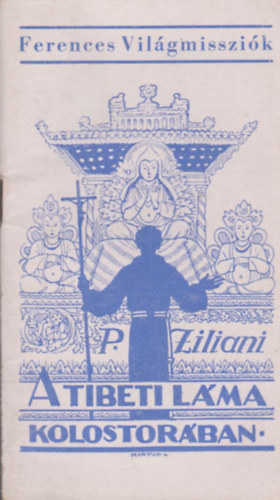 Ferences Világmissziók
P. Ziliani
A TIBETI LÁMA
KOLOSTORÁBAN.